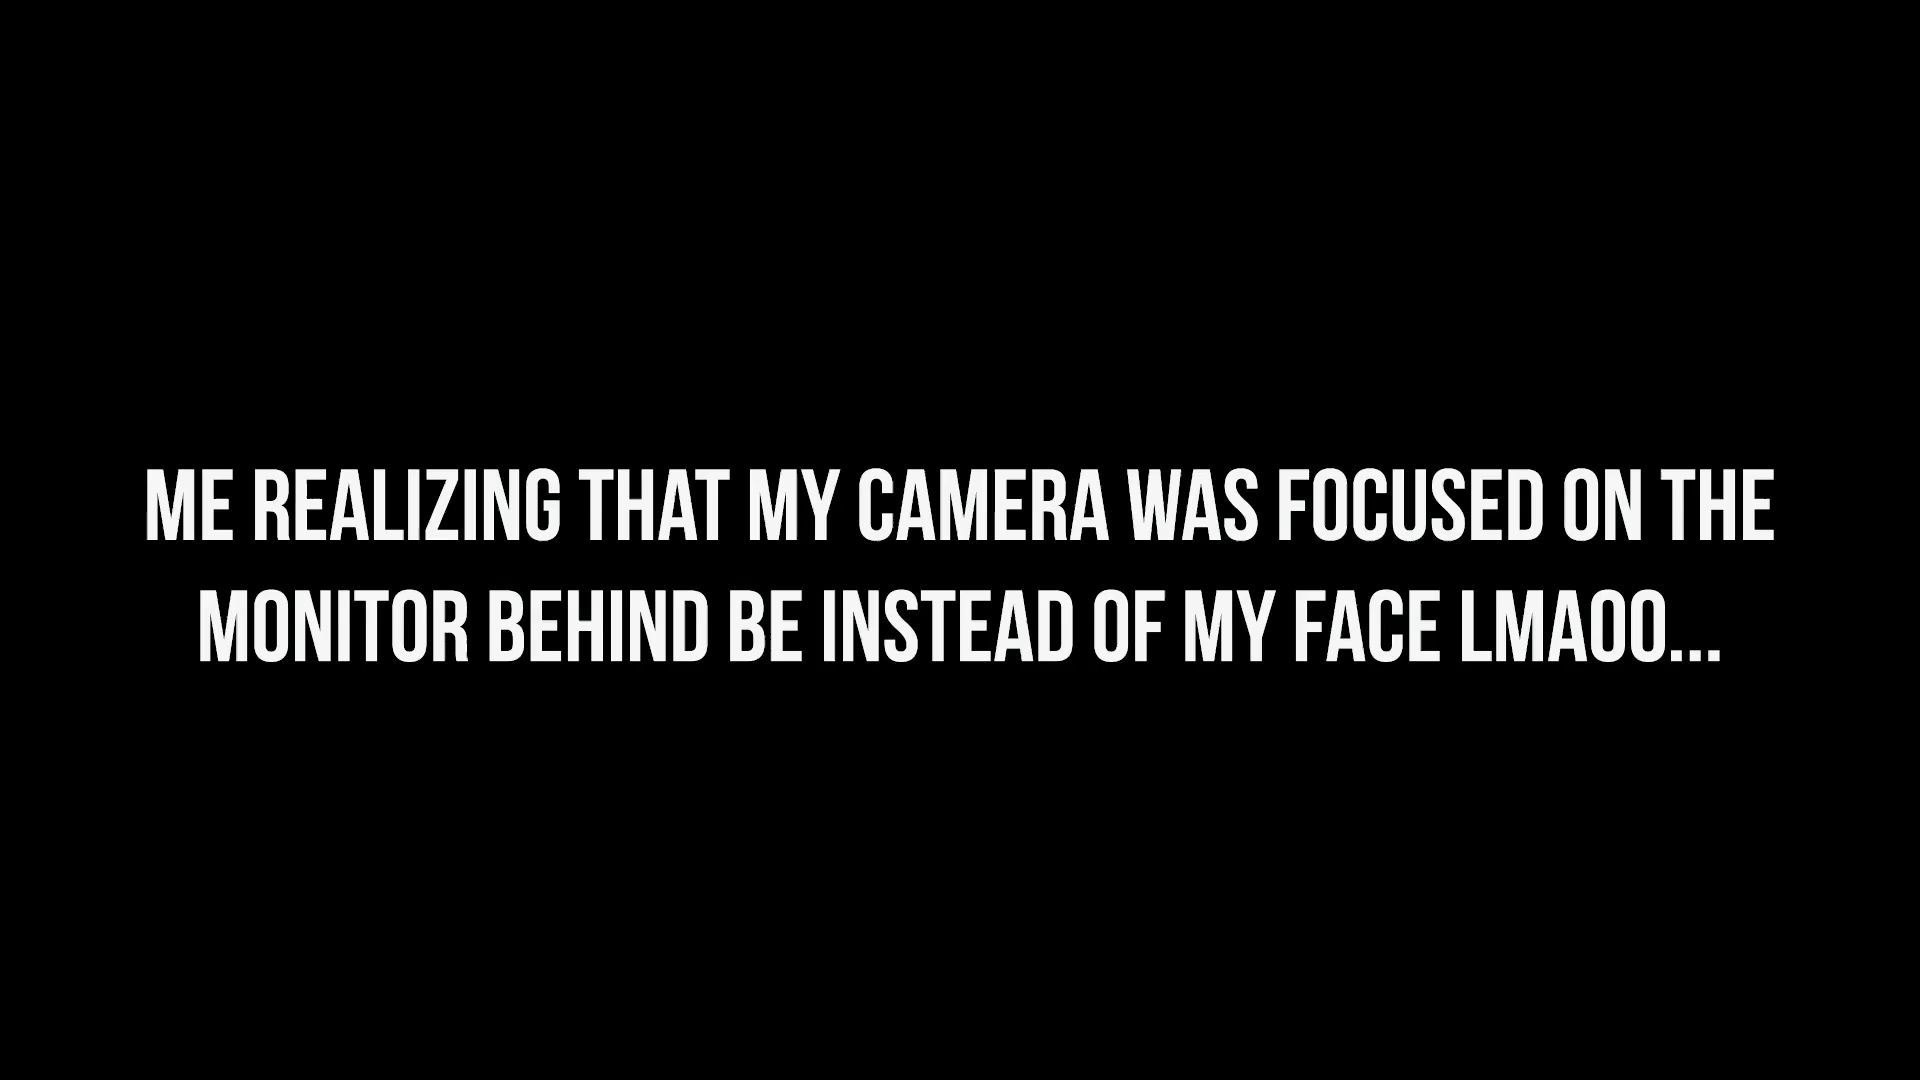 ME REALIZING THAT MY CAMERA WAS FOCUSED ON THE
MONITOR BEHIND BE INSTEAD OF MY FACE LMAOO...